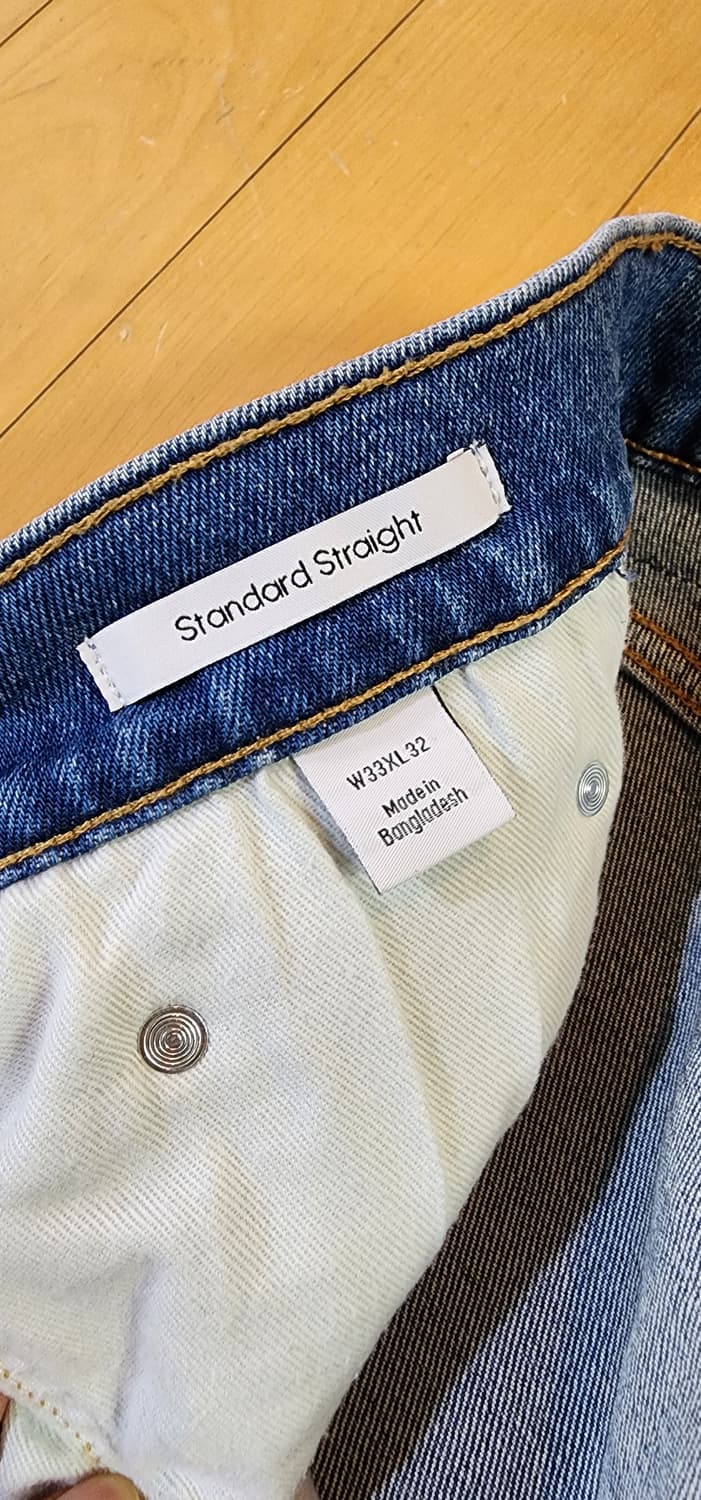 Standard Straight
W33XL32
Made in
Bangladesh